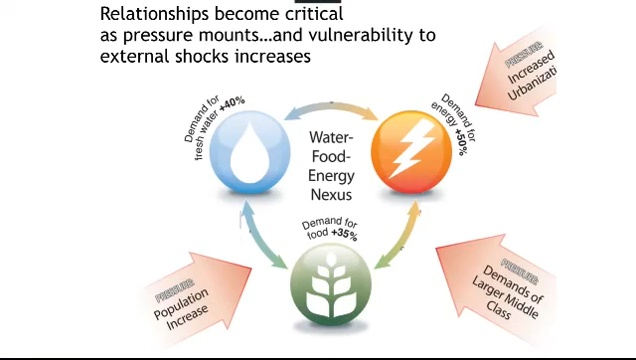 Relationships become critical
as pressure mounts...and vulnerability to
external shocks increases
PRESSURE:
Increased
Urbanizati
Demand for
fresh water +40%
Demand for
energy +50%
Water-
Food-
Energy
Nexus
Demand for
food +35%
PRESSURE:
Population
Increase
PRESSURE:
Demands of
Larger Middle
Class